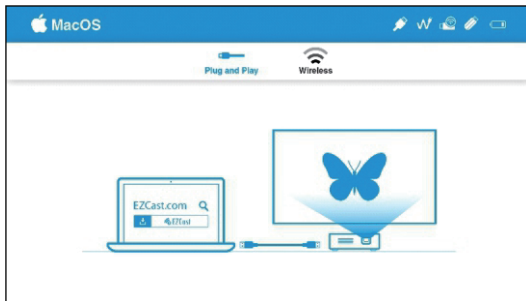 MacOS
Plug and Play
Wireless
EZCast.com
EZCast